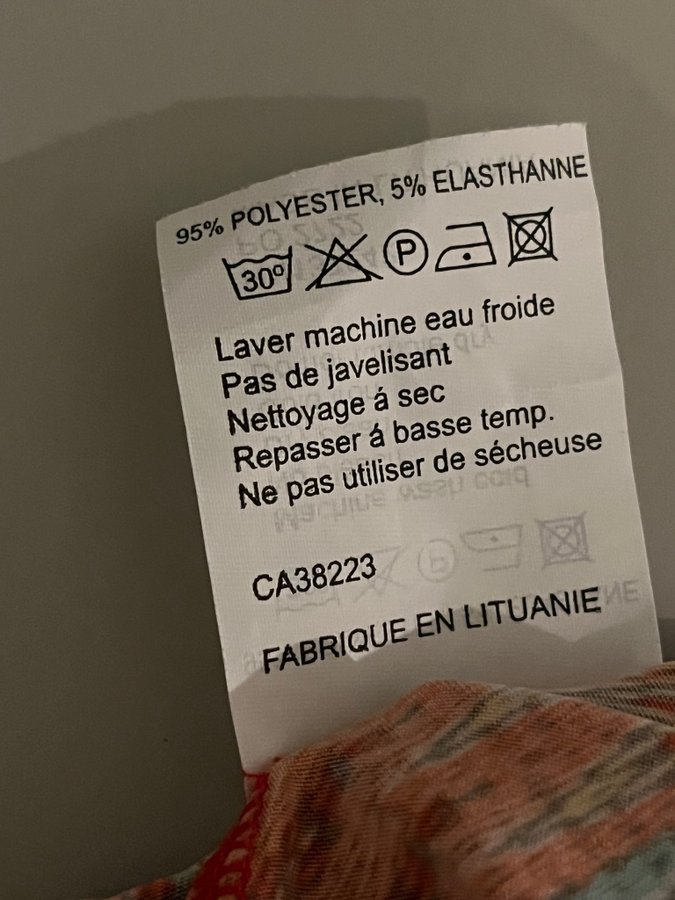 95% POLYESTER, 5% ELASTHANNE
30º P
Laver machine eau froide
Pas de javelisant
Nettoyage á sec
Repasser á basse temp.
Ne pas utiliser de sécheuse
CA38223
FABRIQUE EN LITUANIE